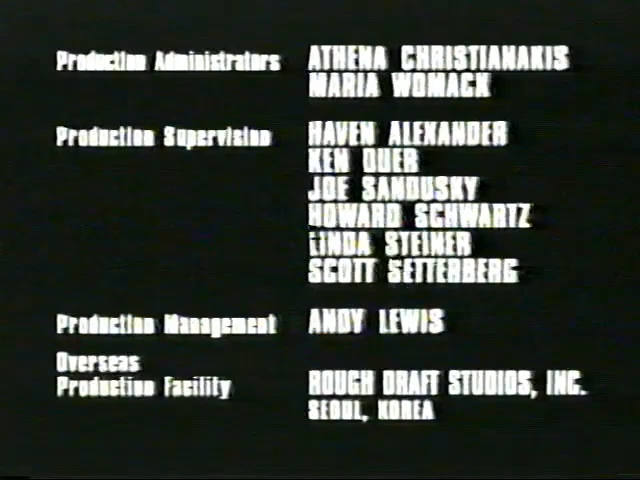 Production Administrators ATHENA CHRISTIANAKIS
MARIA WOMACK
Production Supervision HAVEN ALEXANDER
KEN DUER
JOE SANDUSKY
HOWARD SCHWARTZ
LINDA STEINER
SCOTT SETTERBERG
Production Management ANDY LEWIS
Overseas
Production Facility ROUGH DRAFT STUDIOS, INC.
SEOUL, KOREA